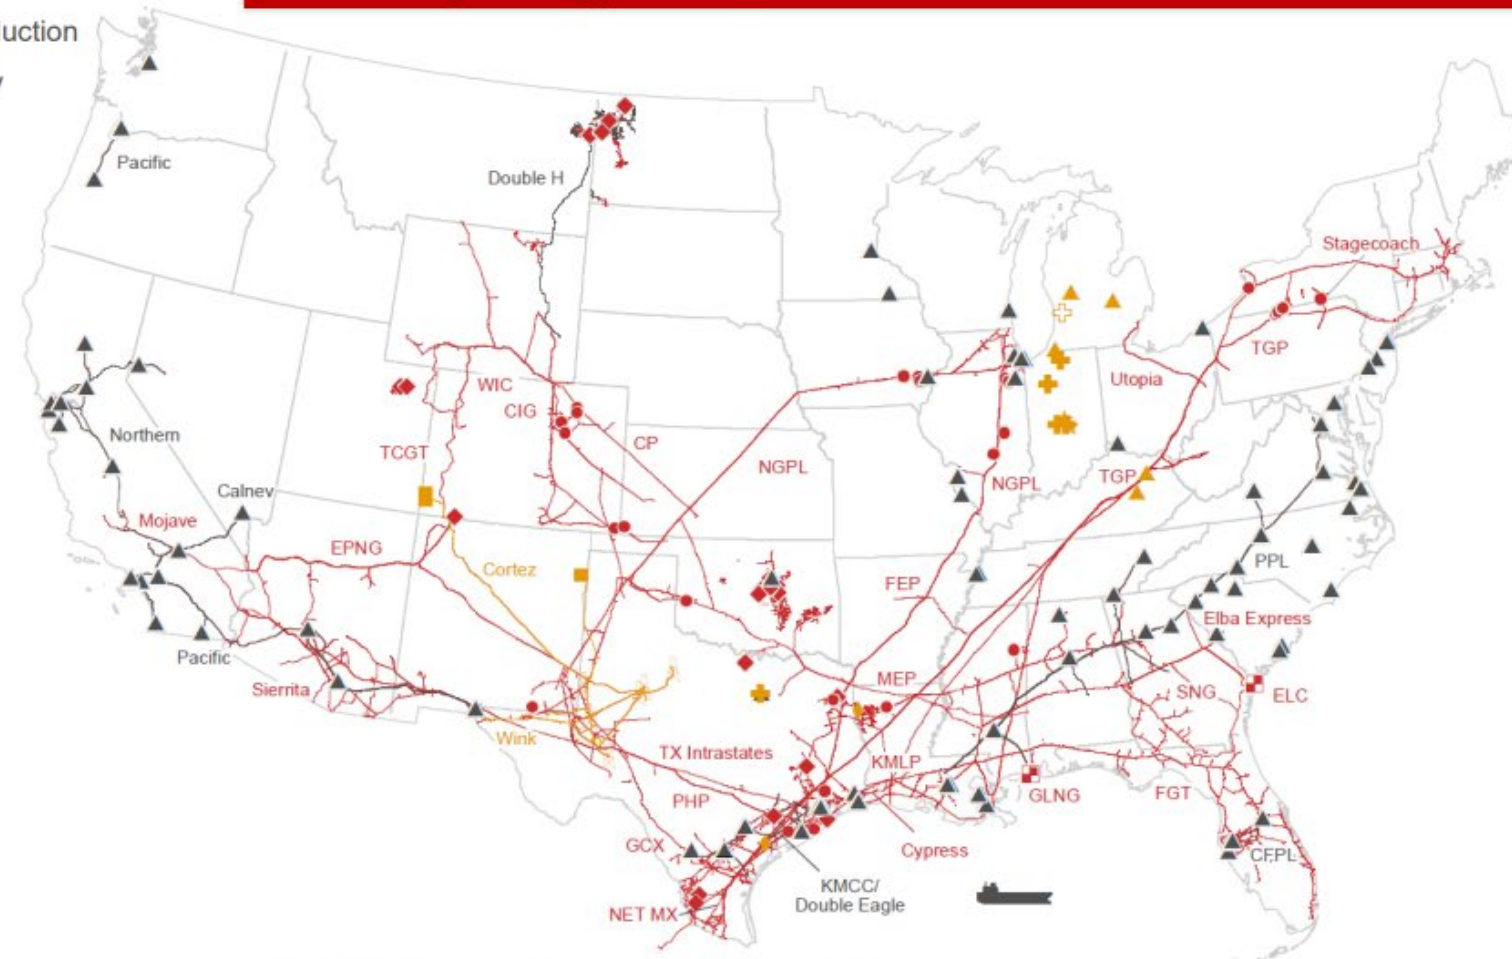 Pacific
Double H
Stagecoach
TGP
WIC
CIG
Utopia
Northern
TCGT
CP
NGPL
TGP
NGPL
Calnev
Mojave
EPNG
Cortez
PPL
FEP
Elba Express
Pacific
Sierrita
MEP
SNG
ELC
Wink
TX Intrastates
KMLP
PHP
GLNG
FGT
GCX
Cypress
CFPL
KMCC/
Double Eagle
NET MX